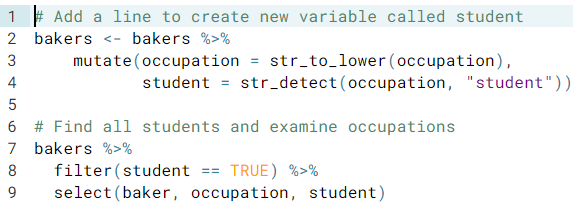 1 # Add a line to create new variable called student
2 bakers <- bakers %>%
3 mutate(occupation = str_to_lower(occupation),
4 student = str_detect(occupation, "student"))
5
6 # Find all students and examine occupations
7 bakers %>%
8 filter(student == TRUE) %>%
9 select(baker, occupation, student)